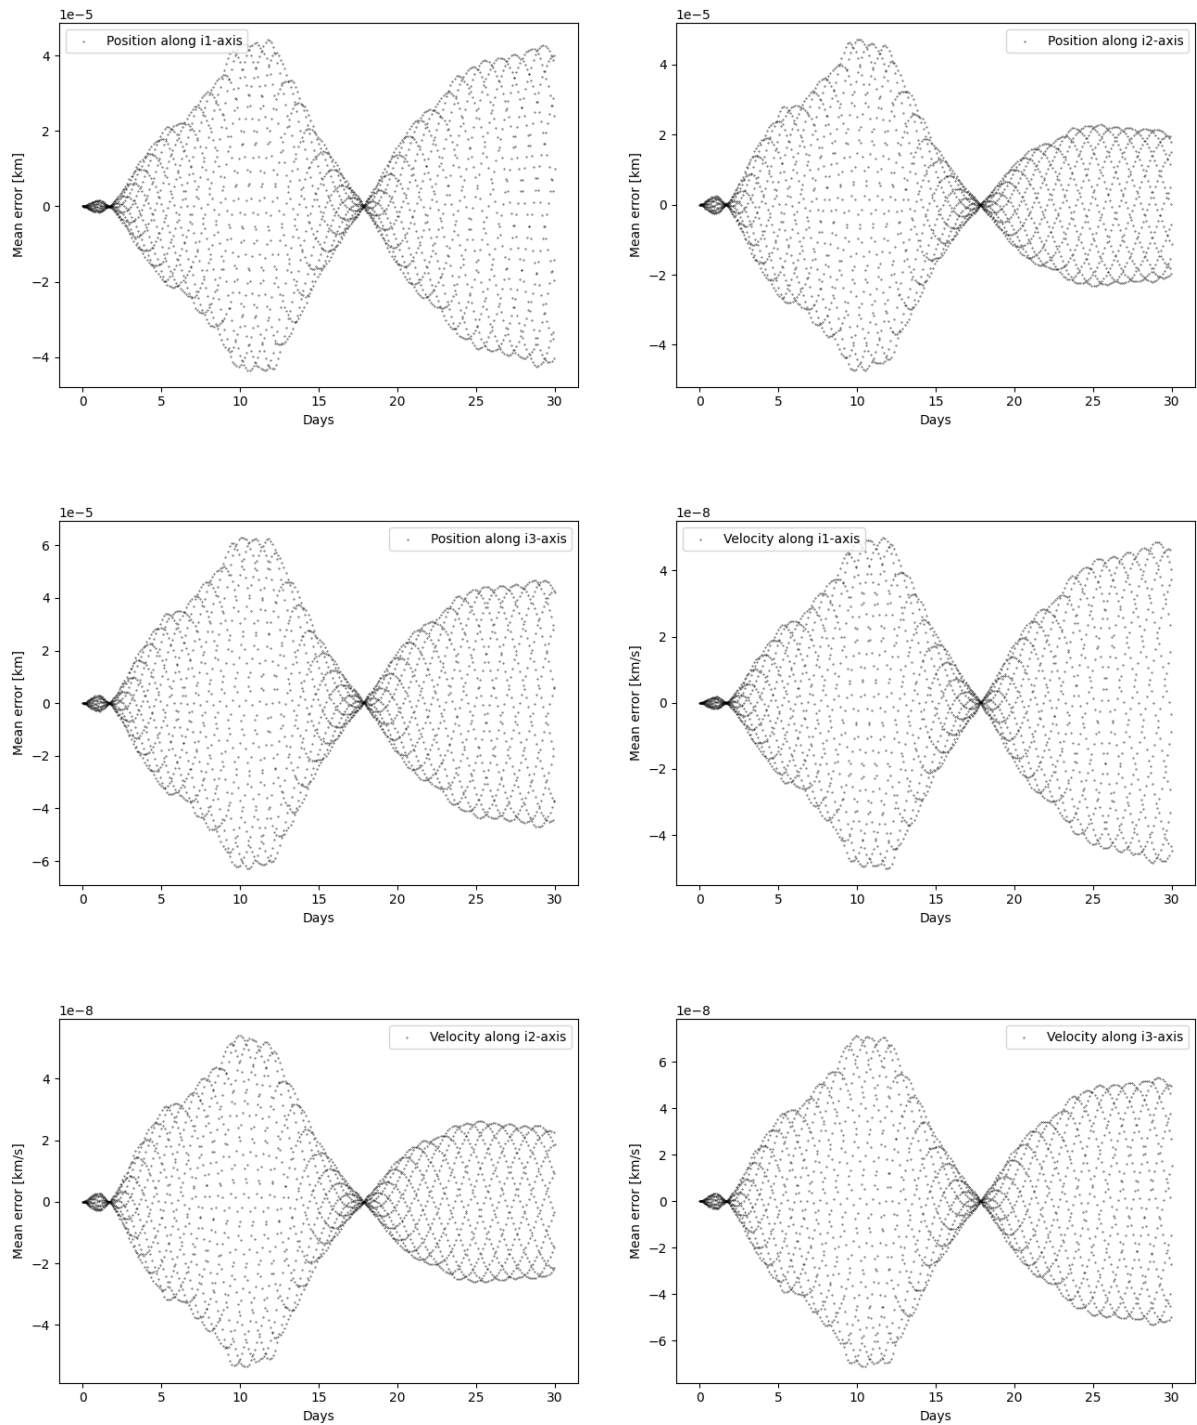 1e−5
Position along i1-axis
Mean error [km]
4
2
0
−2
−4
0 5 10 15 20 25 30
Days
1e−5
Position along i2-axis
Mean error [km]
4
2
0
−2
−4
0 5 10 15 20 25 30
Days
1e−5
Position along i3-axis
Mean error [km]
6
4
2
0
−2
−4
−6
0 5 10 15 20 25 30
Days
1e−8
Velocity along i1-axis
Mean error [km/s]
4
2
0
−2
−4
0 5 10 15 20 25 30
Days
1e−8
Velocity along i2-axis
Mean error [km/s]
4
2
0
−2
−4
0 5 10 15 20 25 30
Days
1e−8
Velocity along i3-axis
Mean error [km/s]
6
4
2
0
−2
−4
−6
0 5 10 15 20 25 30
Days